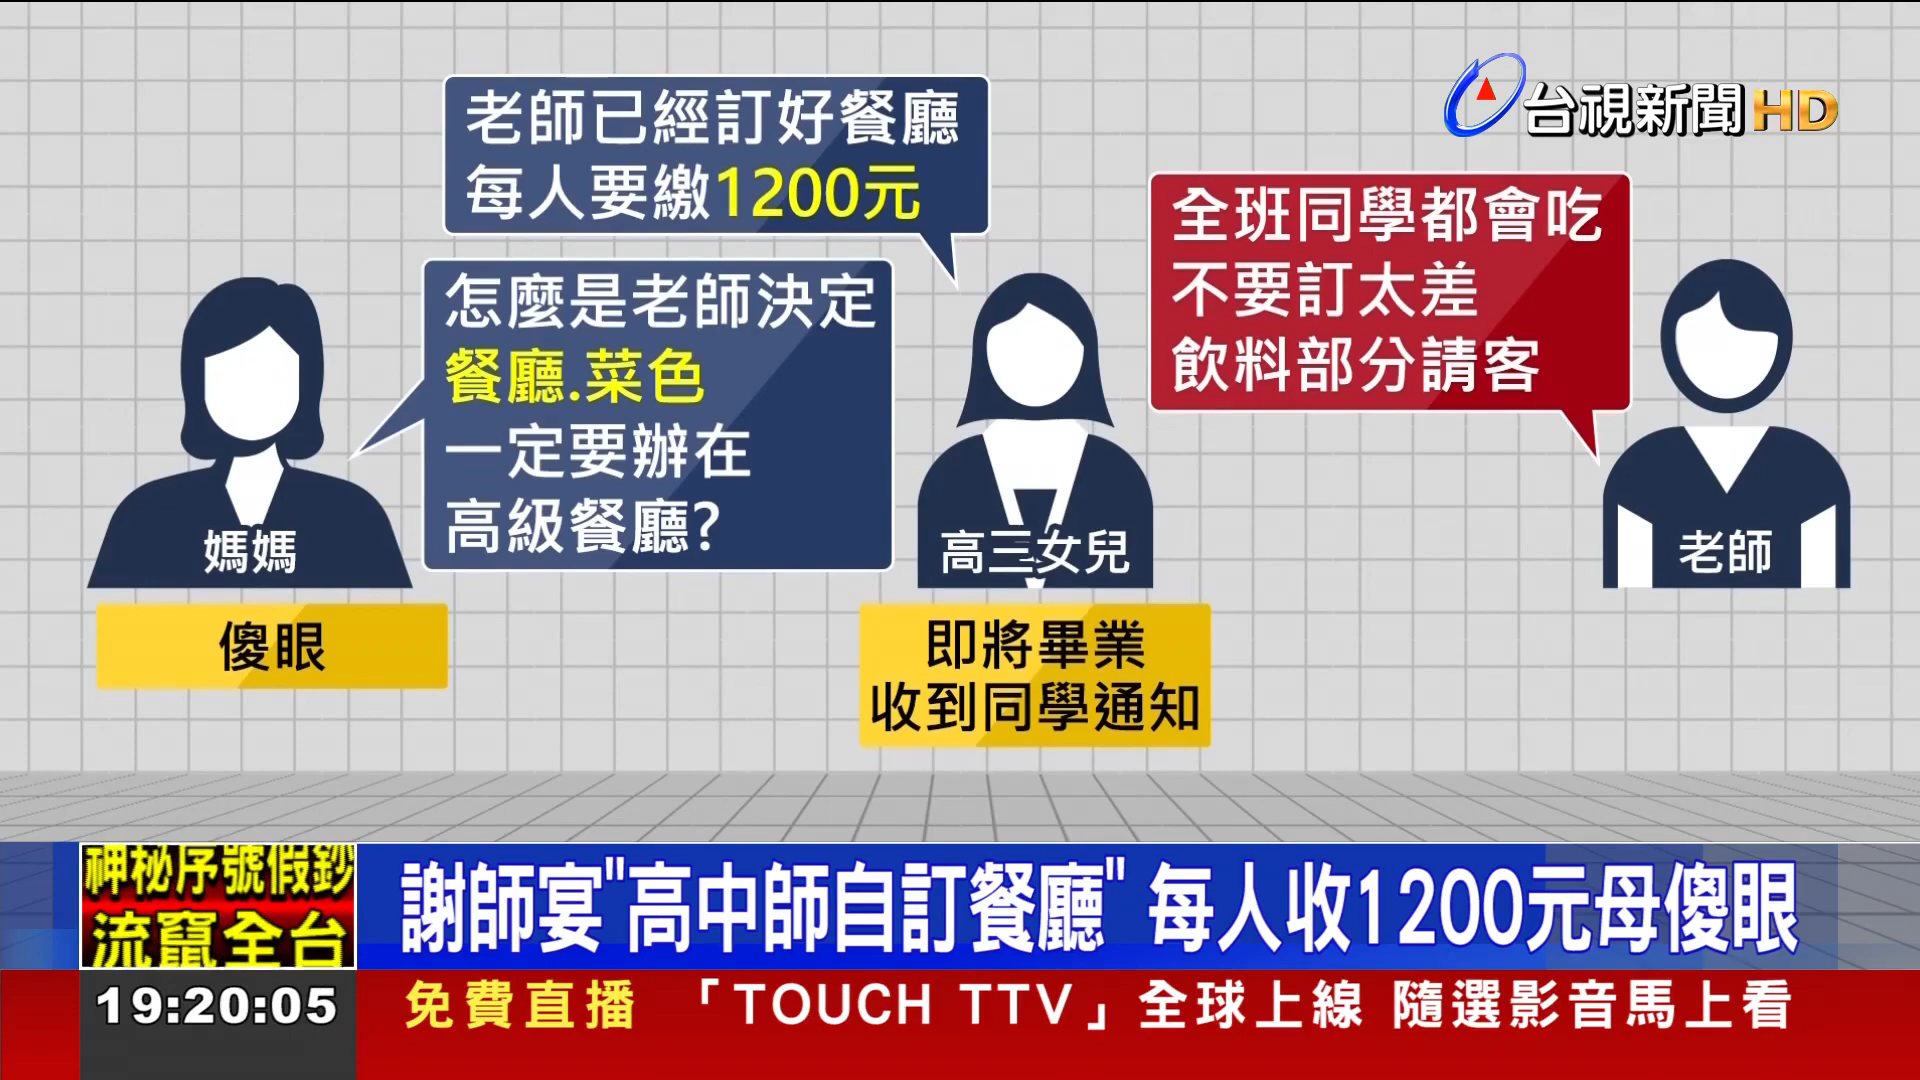 台視新聞HD
老師已經訂好餐廳
每人要繳1200元
怎麼是老師決定
餐廳.菜色
一定要辦在
高級餐廳?
全班同學都會吃
不要訂太差
飲料部分請客
媽媽
高三女兒
老師
傻眼
即將畢業
收到同學通知
神秘序號假鈔
流竄全台
謝師宴"高中師自訂餐廳" 每人收1200元母傻眼
19:20:05
免費直播 「TOUCH TTV」全球上線 隨選影音馬上看